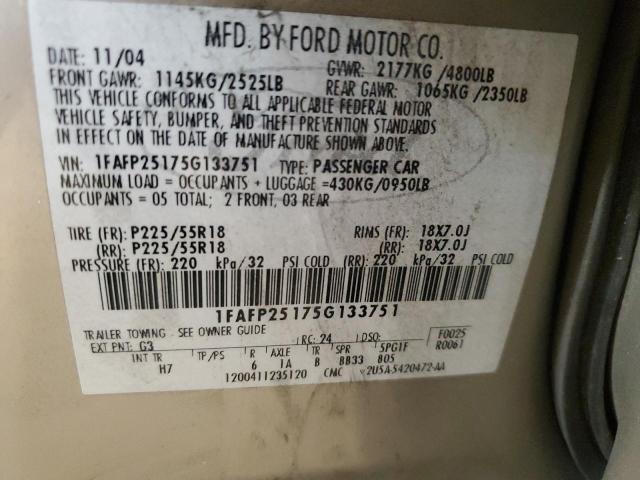 MFD. BY FORD MOTOR CO.
DATE: 11/04 GVWR: 2177KG /4800LB
FRONT GAWR: 1145KG/2525LB REAR GAWR: 1065KG /2350LB
THIS VEHICLE CONFORMS TO ALL APPLICABLE FEDERAL MOTOR
VEHICLE SAFETY, BUMPER, AND THEFT PREVENTION STANDARDS
IN EFFECT ON THE DATE OF MANUFACTURE SHOWN ABOVE.
VIN: 1FAFP25175G133751 TYPE: PASSENGER CAR
MAXIMUM LOAD = OCCUPANTS + LUGGAGE =430KG/0950LB
OCCUPANTS = 05 TOTAL; 2 FRONT, 03 REAR
TIRE (FR): P225/55R18 RIMS (FR): 18X7.0J
(RR): P225/55R18 (RR): 18X7.0J
PRESSURE (FR): 220 kPa/32 PSI COLD (RR): 220 kPa/32 PSI COLD
1FAFP25175G133751
TRAILER TOWING - SEE OWNER GUIDE
EXT PNT: G3 RC: 24 DSO: F0025
INT TR TP/PS R AXLE TR SPR 5PG1F R0061
H7 6 1A B BB33 805
1200411235120 CMC 2U5A-5420472-AA